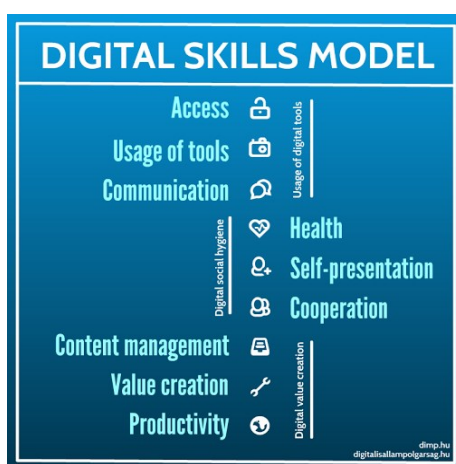 DIGITAL SKILLS MODEL
Access
Usage of tools
Communication
Usage of digital tools
Digital social hygiene
Health
Self-presentation
Cooperation
Content management
Value creation
Productivity
Digital value creation
dimp.hu
digitalisallampolgarsag.hu